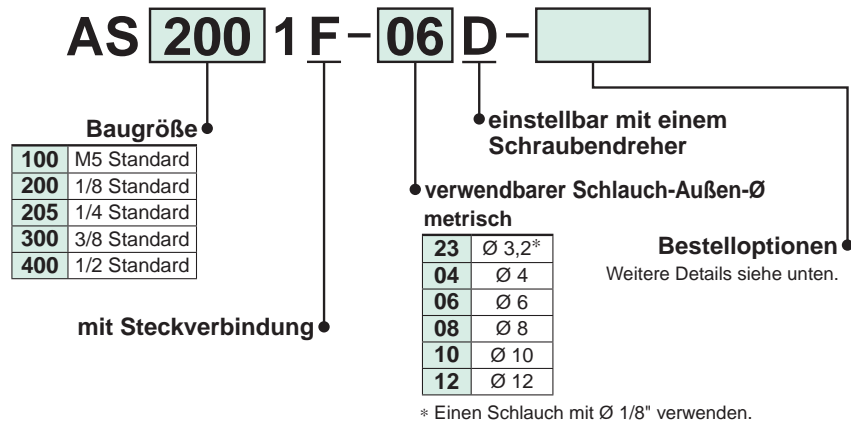 AS 200 1 F - 06 D -
Baugröße
100 M5 Standard
200 1/8 Standard
205 1/4 Standard
300 3/8 Standard
400 1/2 Standard
mit Steckverbindung
einstellbar mit einem
Schraubendreher
verwendbarer Schlauch-Außen-Ø
metrisch
23 Ø 3,2*
04 Ø 4
06 Ø 6
08 Ø 8
10 Ø 10
12 Ø 12
* Einen Schlauch mit Ø 1/8" verwenden.
Bestelloptionen
Weitere Details siehe unten.